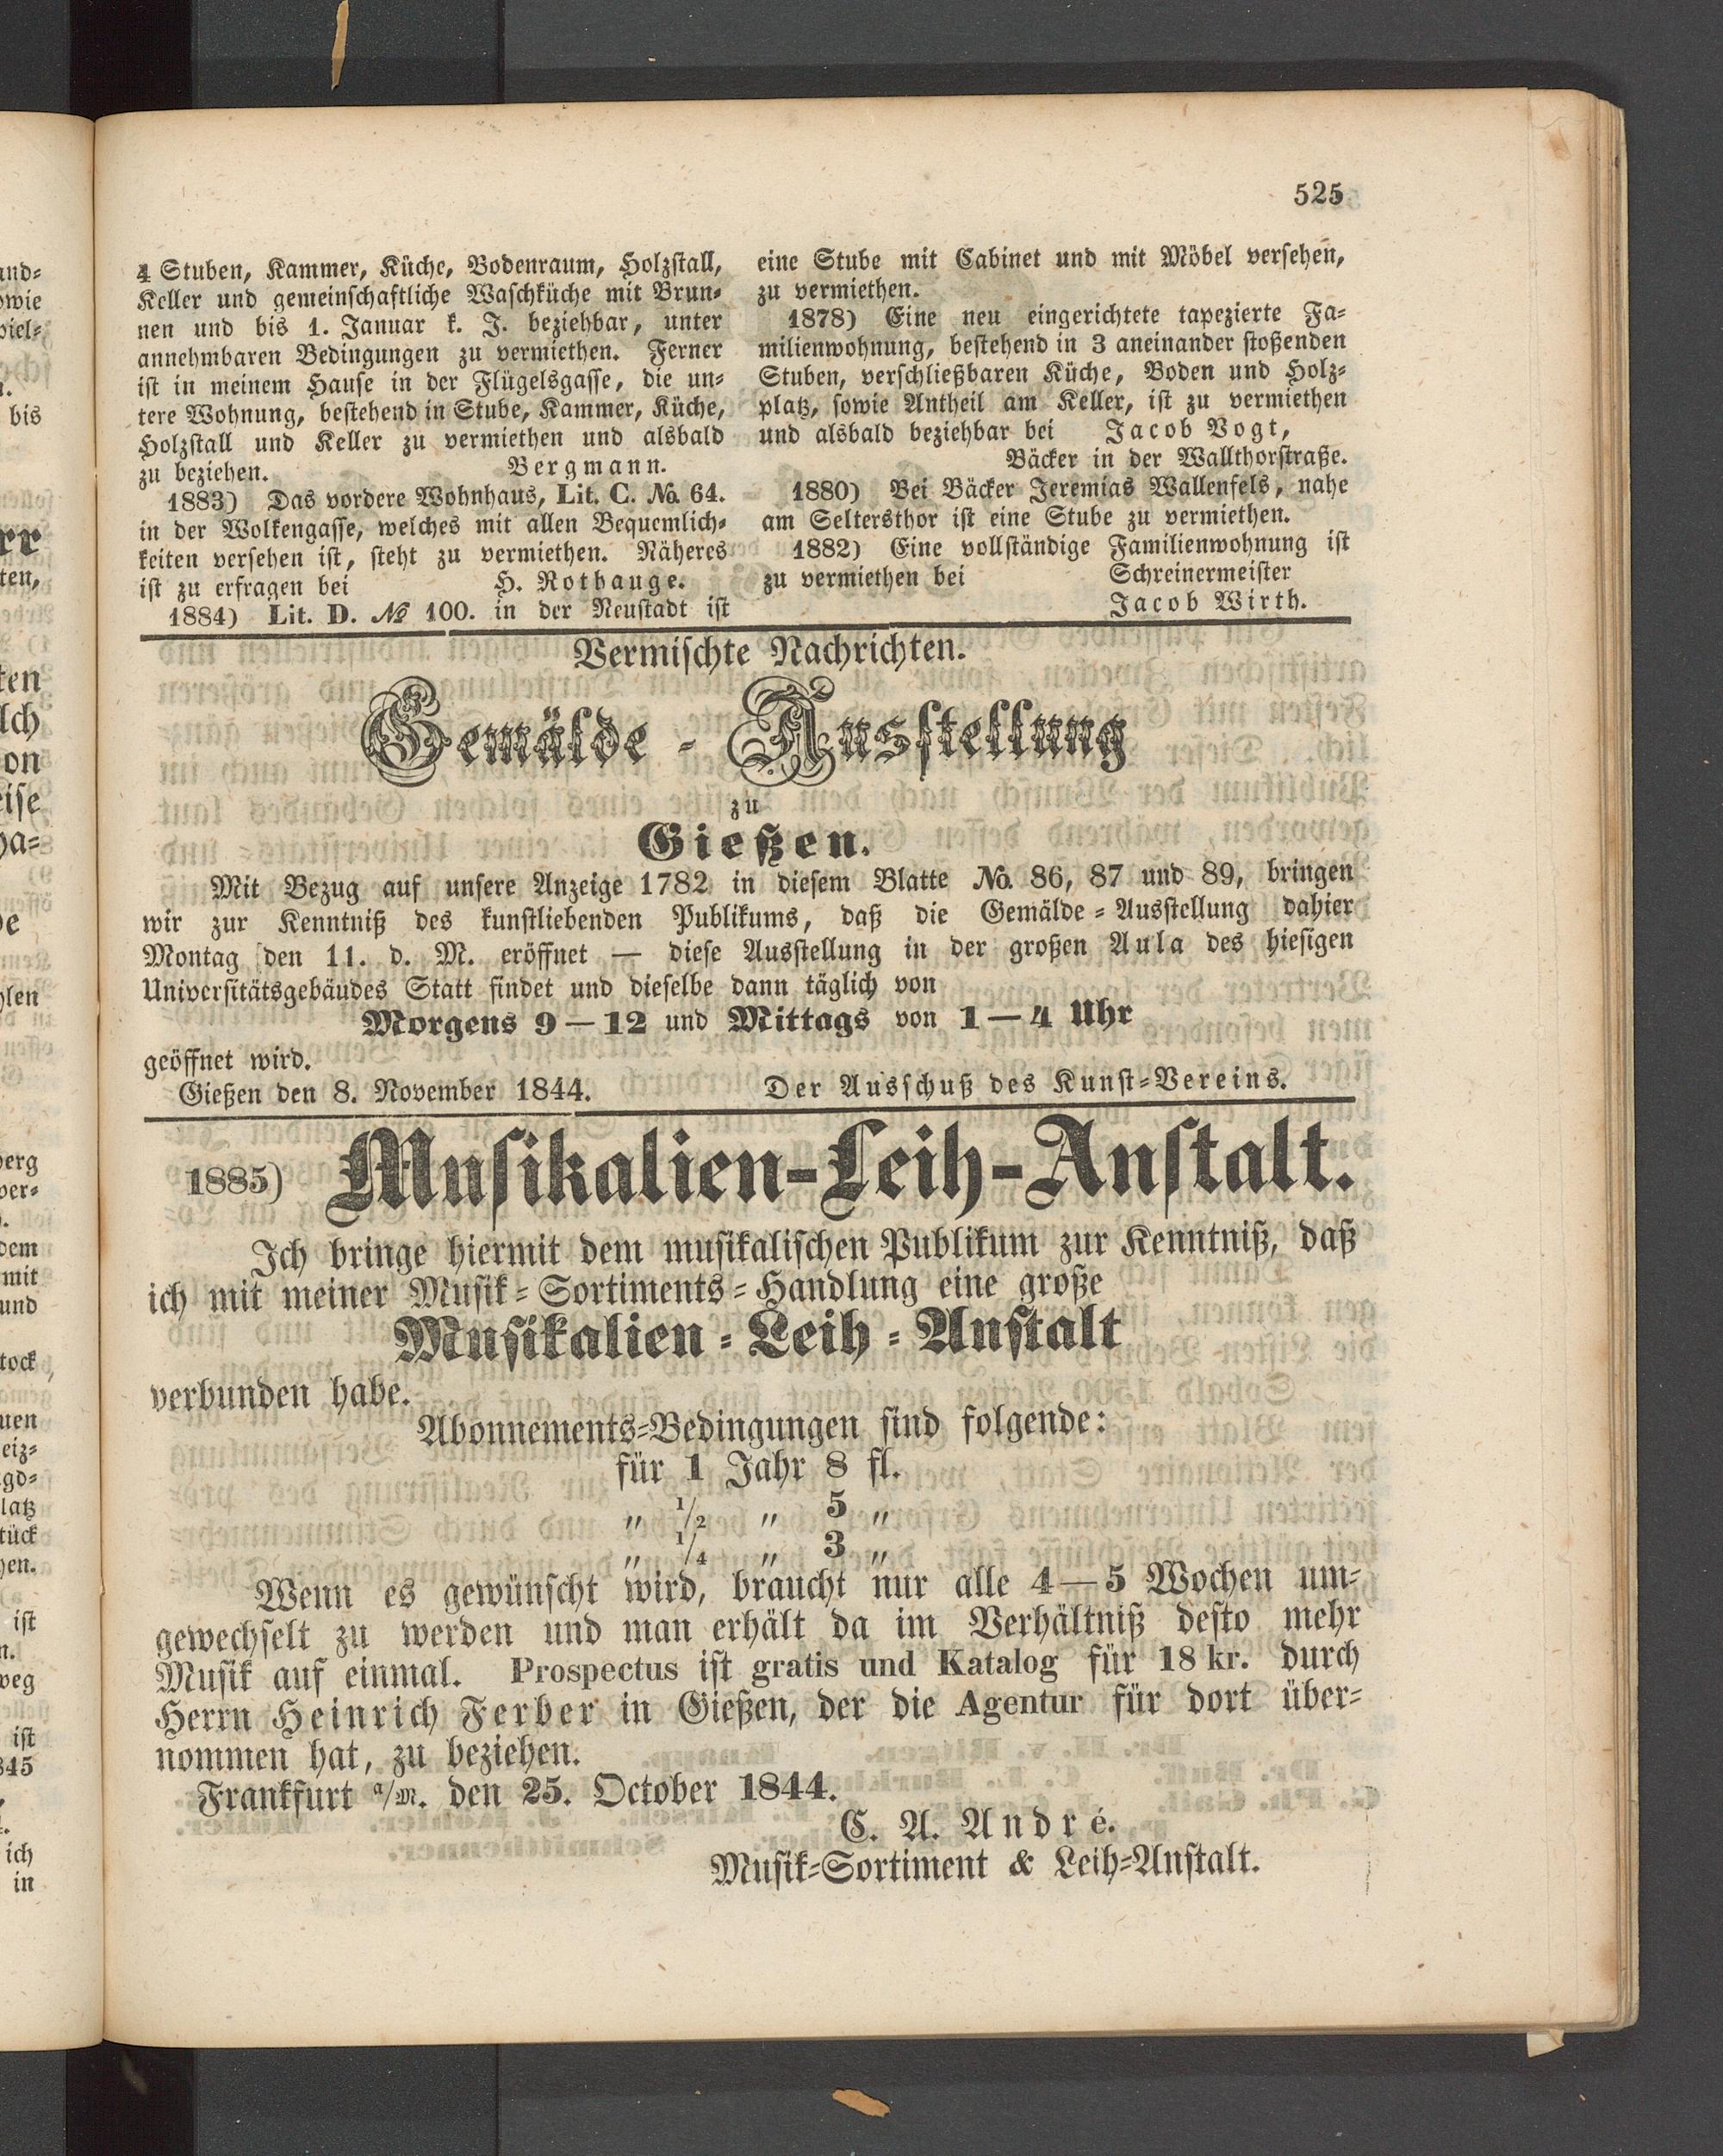 525
4 Stuben, Kammer, Küche, Bodenraum, Holzstall,
Keller und gemeinschaftliche Waschküche mit Brun-
nen und bis 1. Januar k. J. beziehbar, unter
annehmbaren Bedingungen zu vermiethen. Ferner
ist in meinem Hause in der Flügelsgasse, die un-
tere Wohnung, bestehend in Stube, Kammer, Küche,
Holzstall und Keller zu vermiethen und alsbald
zu beziehen. Bergmann.
1883) Das vordere Wohnhaus, Lit. C. No. 64.
in der Wolkengasse, welches mit allen Bequemlich-
keiten versehen ist, steht zu vermiethen. Näheres
ist zu erfragen bei H. Rothauge.
1884) Lit. D. No 100. in der Neustadt ist
eine Stube mit Cabinet und mit Möbel versehen,
zu vermiethen.
1878) Eine neu eingerichtete tapezierte Fa-
milienwohnung, bestehend in 3 aneinander stoßenden
Stuben, verschließbaren Küche, Boden und Holz-
platz, sowie Antheil am Keller, ist zu vermiethen
und alsbald beziehbar bei Jacob Vogt,
Bäcker in der Wallthorstraße.
1880) Bei Bäcker Jeremias Wallenfels, nahe
am Seltersthor ist eine Stube zu vermiethen.
1882) Eine vollständige Familienwohnung ist
zu vermiethen bei Schreinermeister
Jacob Wirth.
Vermischte Nachrichten.
Gemälde-Ausstellung
zu
Gießen.
Mit Bezug auf unsere Anzeige 1782 in diesem Blatte No. 86, 87 und 89, bringen
wir zur Kenntniß des kunstliebenden Publikums, daß die Gemälde-Ausstellung dahier
Montag den 11. d. M. eröffnet — diese Ausstellung in der großen Aula des hiesigen
Universitätsgebäudes Statt findet und dieselbe dann täglich von
Morgens 9—12 und Mittags von 1—4 Uhr
geöffnet wird.
Gießen den 8. November 1844. Der Ausschuß des Kunst-Vereins.
1885) Musikalien-Leih-Anstalt.
Ich bringe hiermit dem musikalischen Publikum zur Kenntniß, daß
ich mit meiner Musik-Sortiments-Handlung eine große
Musikalien-Leih-Anstalt
verbunden habe.
Abonnements-Bedingungen sind folgende:
für 1 Jahr 8 fl.
" 1/2 " 5 "
" 1/4 " 3 "
Wenn es gewünscht wird, braucht nur alle 4—5 Wochen um-
gewechselt zu werden und man erhält da im Verhältniß desto mehr
Musik auf einmal. Prospectus ist gratis und Katalog für 18 kr. durch
Herrn Heinrich Ferber in Gießen, der die Agentur für dort über-
nommen hat, zu beziehen.
Frankfurt a/M. den 25. October 1844.
C. A. André.
Musik-Sortiment & Leih-Anstalt.